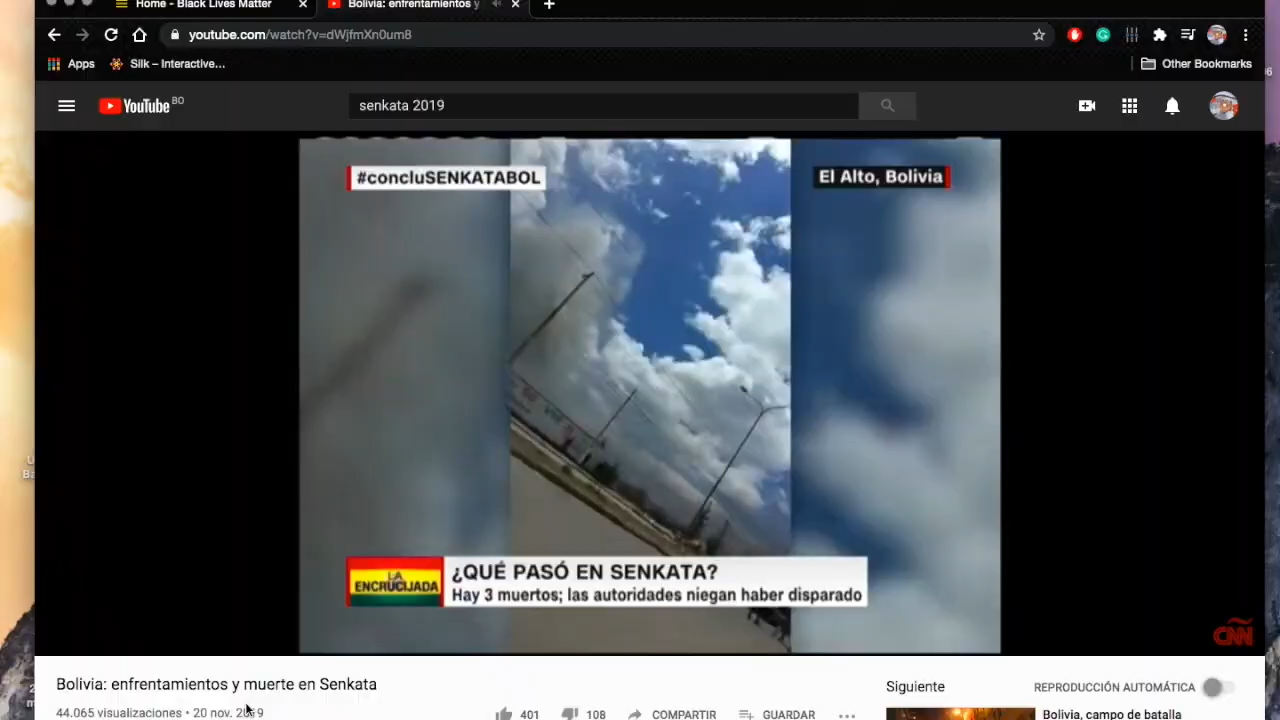 Home - Black Lives Matter
Bolivia: enfrentamientos y
youtube.com/watch?v=dWjfmXn0um8
Apps
Silk – Interactive...
Other Bookmarks
YouTube BO
senkata 2019
#concluSENKATABOL
El Alto, Bolivia
LA
ENCRUCIJADA
¿QUÉ PASÓ EN SENKATA?
Hay 3 muertos; las autoridades niegan haber disparado
CNN
Bolivia: enfrentamientos y muerte en Senkata
44.065 visualizaciones • 20 nov. 2019
401
108
COMPARTIR
GUARDAR
Siguiente
REPRODUCCIÓN AUTOMÁTICA
Bolivia, campo de batalla